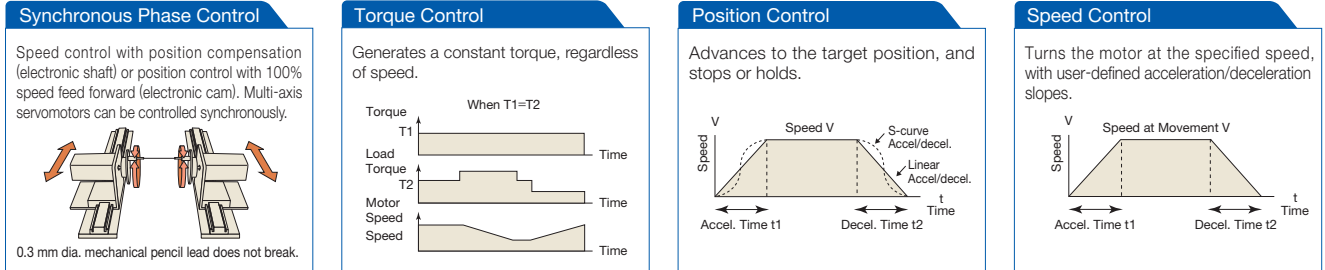 Synchronous Phase Control
Speed control with position compensation
(electronic shaft) or position control with 100%
speed feed forward (electronic cam). Multi-axis
servomotors can be controlled synchronously.
0.3 mm dia. mechanical pencil lead does not break.
Torque Control
Generates a constant torque, regardless
of speed.
When T1=T2
Torque
T1
Time
Load
Torque
T2
Time
Motor
Speed
Speed
Time
Position Control
Advances to the target position, and
stops or holds.
V
Speed
Speed V
S-curve
Accel/decel.
Linear
Accel/decel.
t
Time
Accel. Time t1
Decel. Time t2
Speed Control
Turns the motor at the specified speed,
with user-defined acceleration/deceleration
slopes.
V
Speed
Speed at Movement V
t
Time
Accel. Time t1
Decel. Time t2